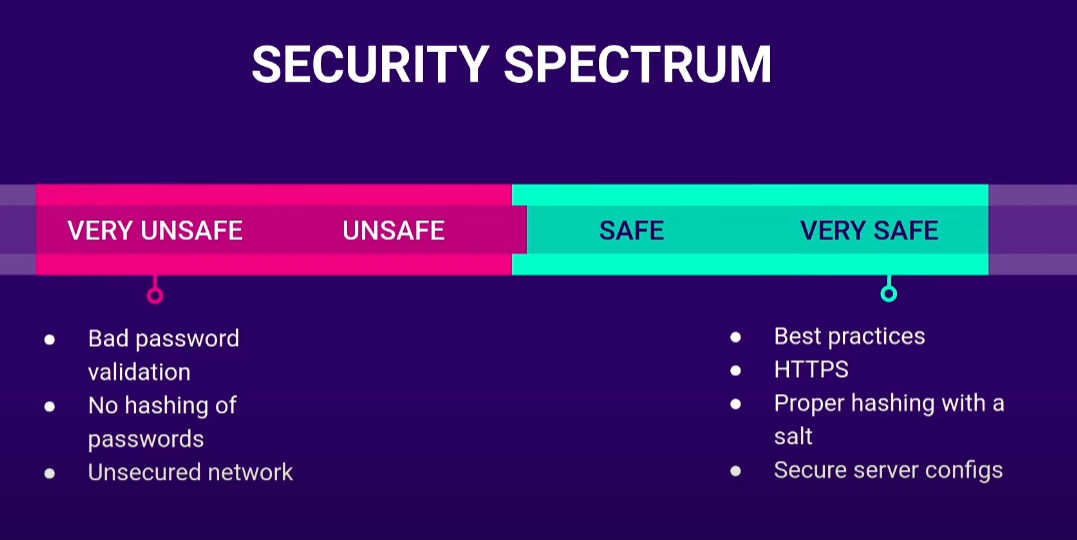 SECURITY SPECTRUM
VERY UNSAFE UNSAFE SAFE VERY SAFE
Bad password
validation
No hashing of
passwords
Unsecured network
Best practices
HTTPS
Proper hashing with a
salt
Secure server configs